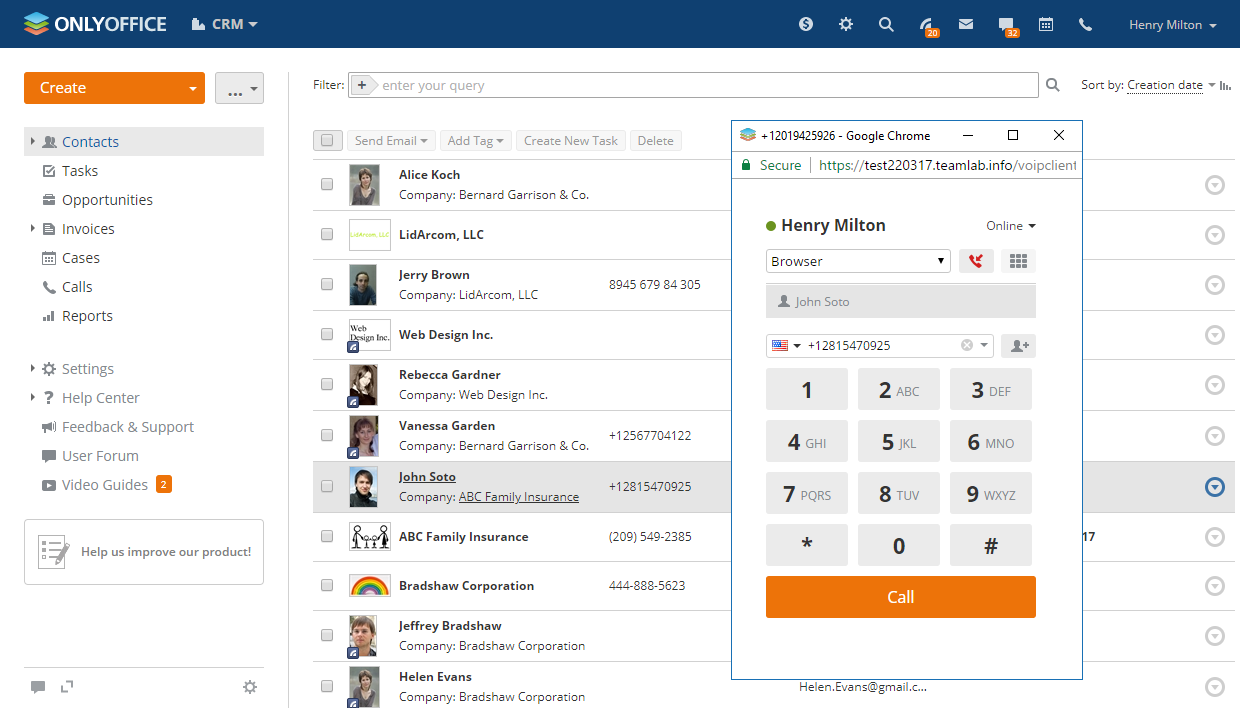 ONLYOFFICE CRM 20 32 Henry Milton
Create ...
Contacts
Tasks
Opportunities
Invoices
Cases
Calls
Reports
Settings
? Help Center
Feedback & Support
User Forum
Video Guides 2
Help us improve our product!
Filter: + enter your query Sort by: Creation date
Send Email Add Tag Create New Task Delete
Alice Koch
Company: Bernard Garrison & Co.
LidArcom, LLC
LidArcom, LLC
Jerry Brown
Company: LidArcom, LLC 8945 679 84 305
Web
Design Inc.
Web Design Inc.
Rebecca Gardner
Company: Web Design Inc.
Vanessa Garden
Company: Bernard Garrison & Co. +12567704122
John Soto
Company: ABC Family Insurance +12815470925
ABC Family Insurance (209) 549-2385 17
Bradshaw Corporation 444-888-5623
Jeffrey Bradshaw
Company: Bradshaw Corporation
Helen Evans
Company: Bradshaw Corporation
Helen.Evans@gmail.c...
+12019425926 - Google Chrome
Secure https://test220317.teamlab.info/voipclient
Henry Milton Online
Browser
John Soto
+12815470925
1 2 ABC 3 DEF
4 GHI 5 JKL 6 MNO
7 PQRS 8 TUV 9 WXYZ
* 0 #
Call